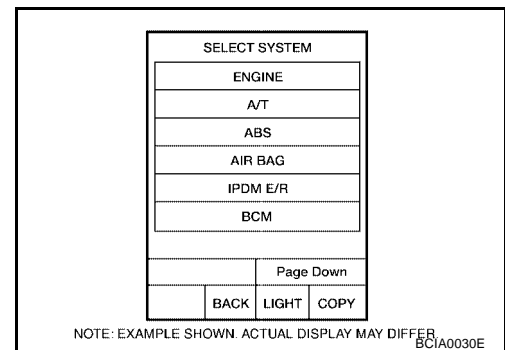 SELECT SYSTEM
ENGINE
A/T
ABS
AIR BAG
IPDM E/R
BCM
Page Down
BACK LIGHT COPY
NOTE: EXAMPLE SHOWN. ACTUAL DISPLAY MAY DIFFER.
BCIA0030E